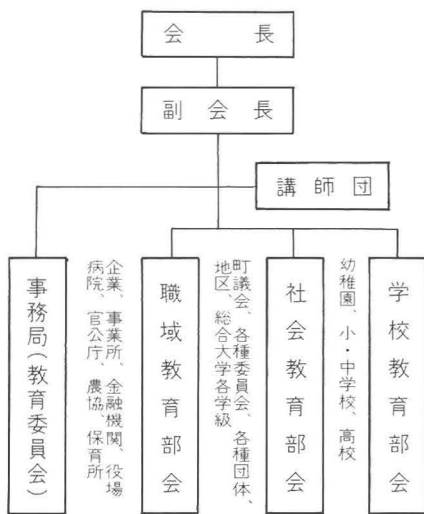 会長
副会長
講師団
学校教育部会
幼稚園、小・中学校、高校
社会教育部会
町議会、各種委員会、各種団体、
地区、総合大学各学級
職域教育部会
企業、事業所、金融機関、役場
病院、官公庁、農協、保育所
事務局(教育委員会)